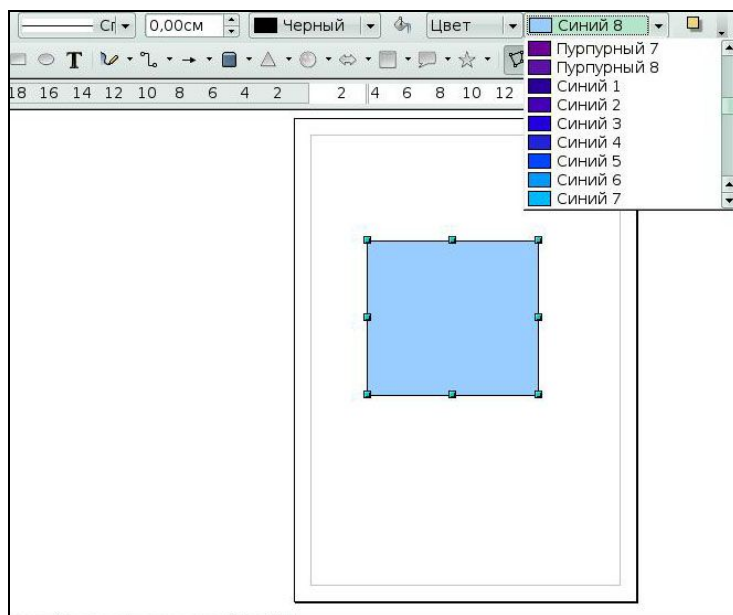 Сг 0,00см Черный Цвет Синий 8
T
18 16 14 12 10 8 6 4 2 2 4 6 8 10 12
Пурпурный 7
Пурпурный 8
Синий 1
Синий 2
Синий 3
Синий 4
Синий 5
Синий 6
Синий 7